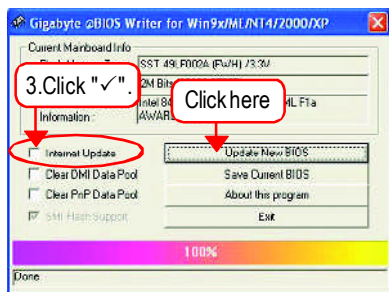 Gigabyte @BIOS Writer for Win9x/ME/NT4/2000/XP
Current Mainboard Info
SST 49LF002A (FWH) /3.3V
3.Click "✓".
2M Bits
Click here
Intel
Information :
AWARD
Internet Update
Update New BIOS
Clear DMI Data Pool
Save Current BIOS
Clear PnP Data Pool
About this program
SMI Flash Support
Exit
100%
Done